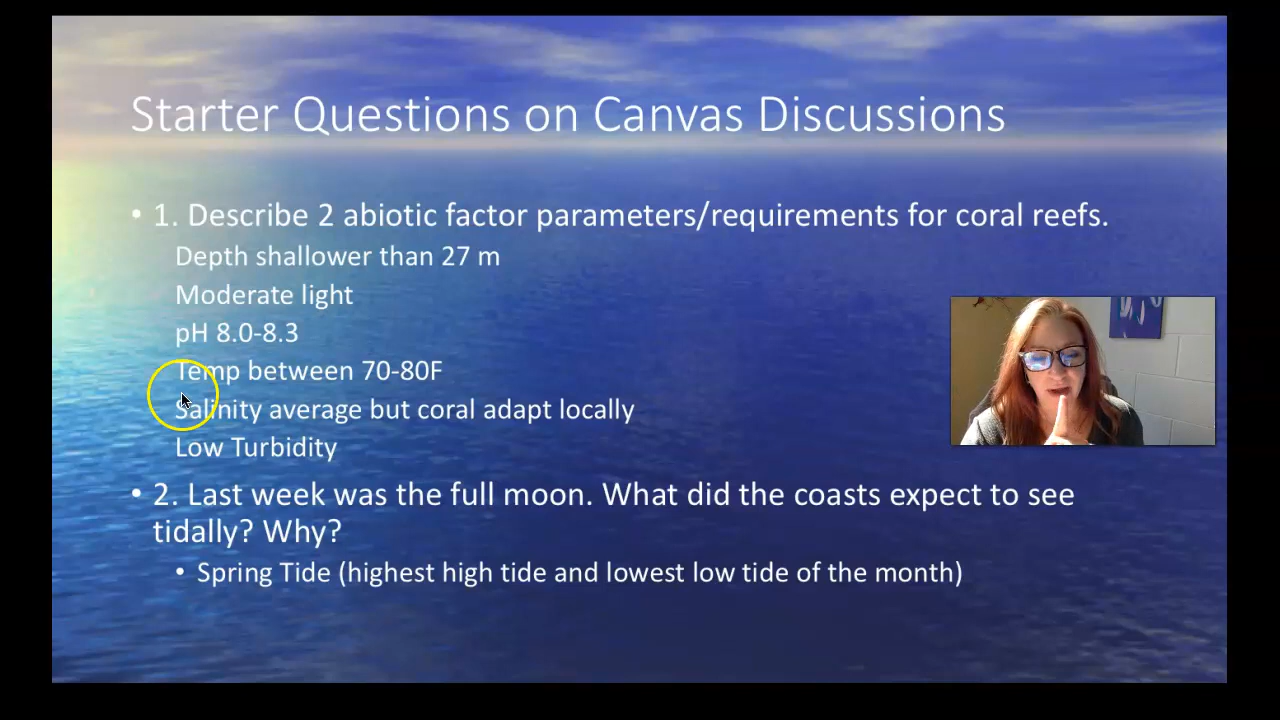 Starter Questions on Canvas Discussions
• 1. Describe 2 abiotic factor parameters/requirements for coral reefs.
Depth shallower than 27 m
Moderate light
pH 8.0-8.3
Temp between 70-80F
Salinity average but coral adapt locally
Low Turbidity
• 2. Last week was the full moon. What did the coasts expect to see
tidally? Why?
• Spring Tide (highest high tide and lowest low tide of the month)